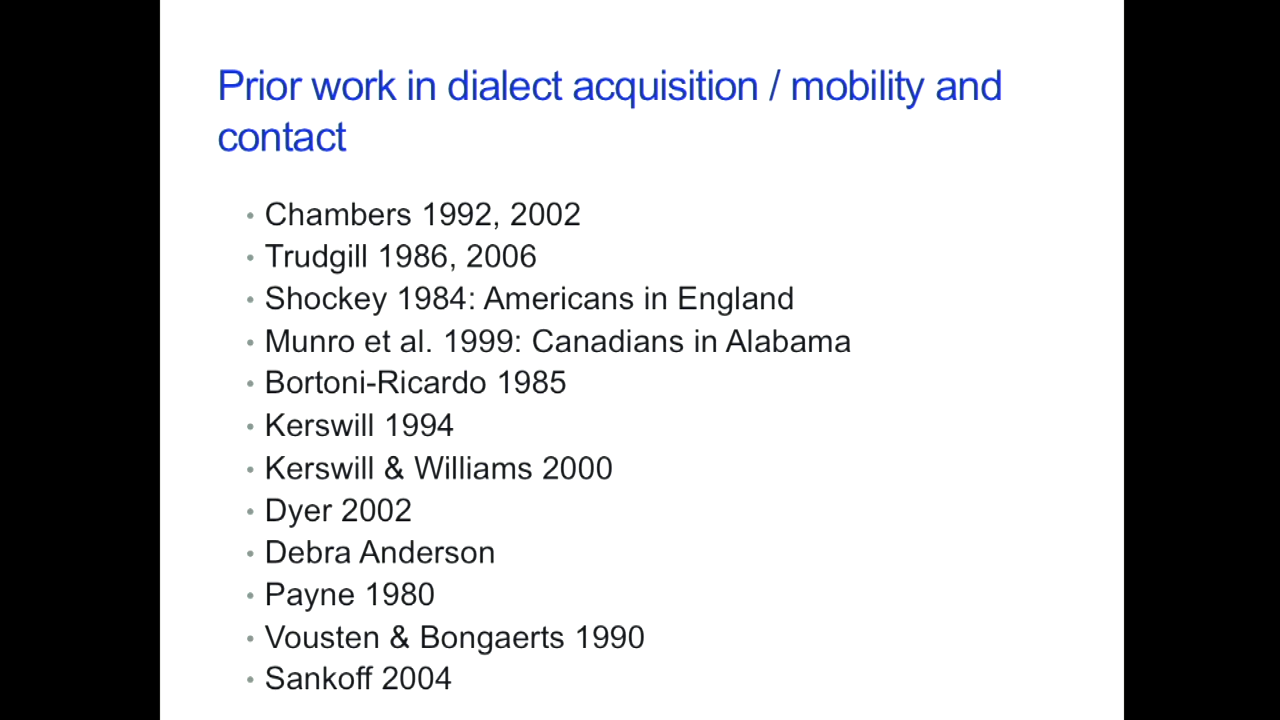 Prior work in dialect acquisition / mobility and
contact
• Chambers 1992, 2002
• Trudgill 1986, 2006
• Shockey 1984: Americans in England
• Munro et al. 1999: Canadians in Alabama
• Bortoni-Ricardo 1985
• Kerswill 1994
• Kerswill & Williams 2000
• Dyer 2002
• Debra Anderson
• Payne 1980
• Vousten & Bongaerts 1990
• Sankoff 2004